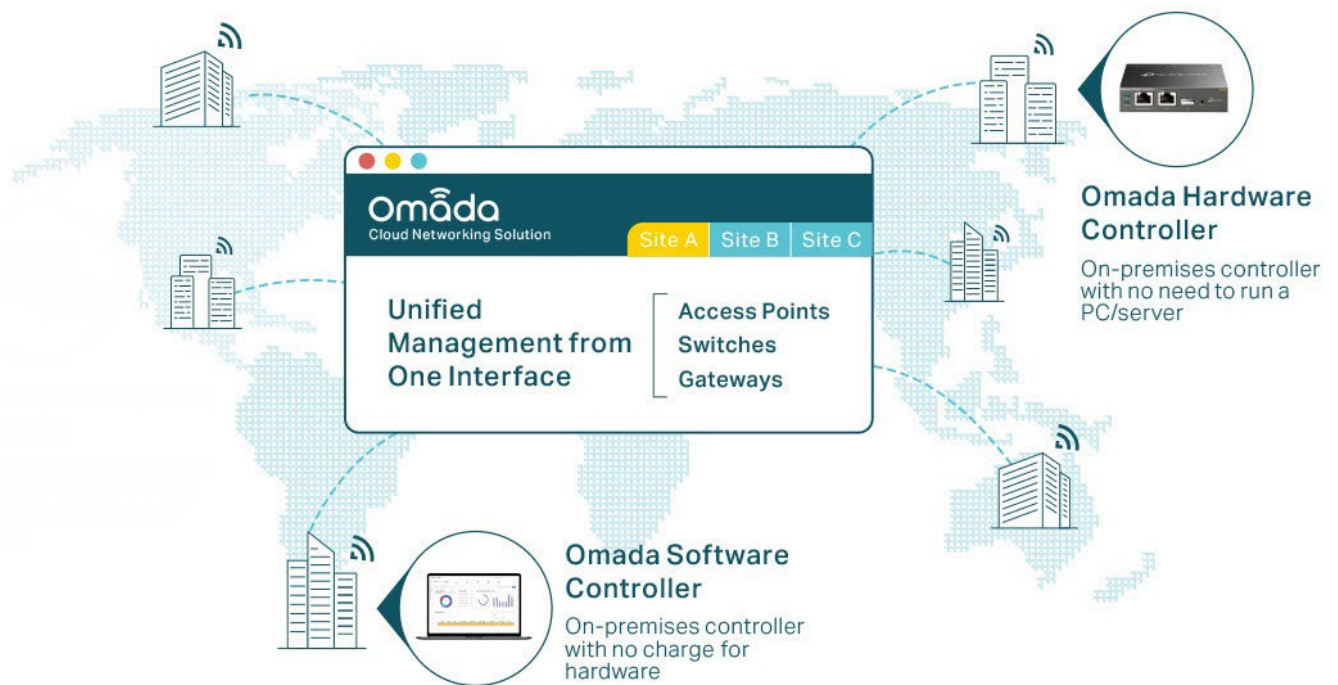 Omada
Cloud Networking Solution
Site A
Site B
Site C
Unified
Management from
One Interface
Access Points
Switches
Gateways
Omada Hardware
Controller
On-premises controller
with no need to run a
PC/server
Omada Software
Controller
On-premises controller
with no charge for
hardware